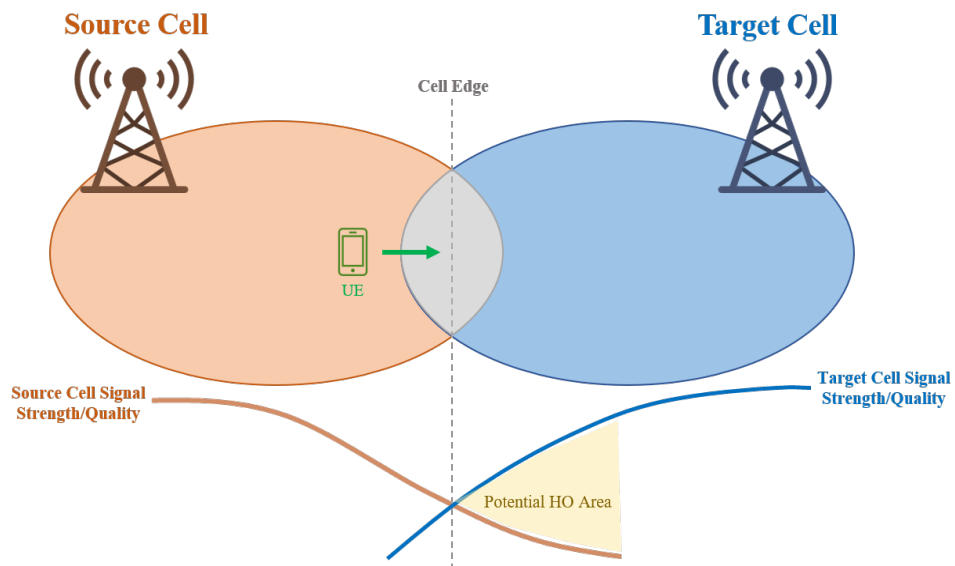 Source Cell
Target Cell
Cell Edge
UE
Source Cell Signal
Strength/Quality
Target Cell Signal
Strength/Quality
Potential HO Area